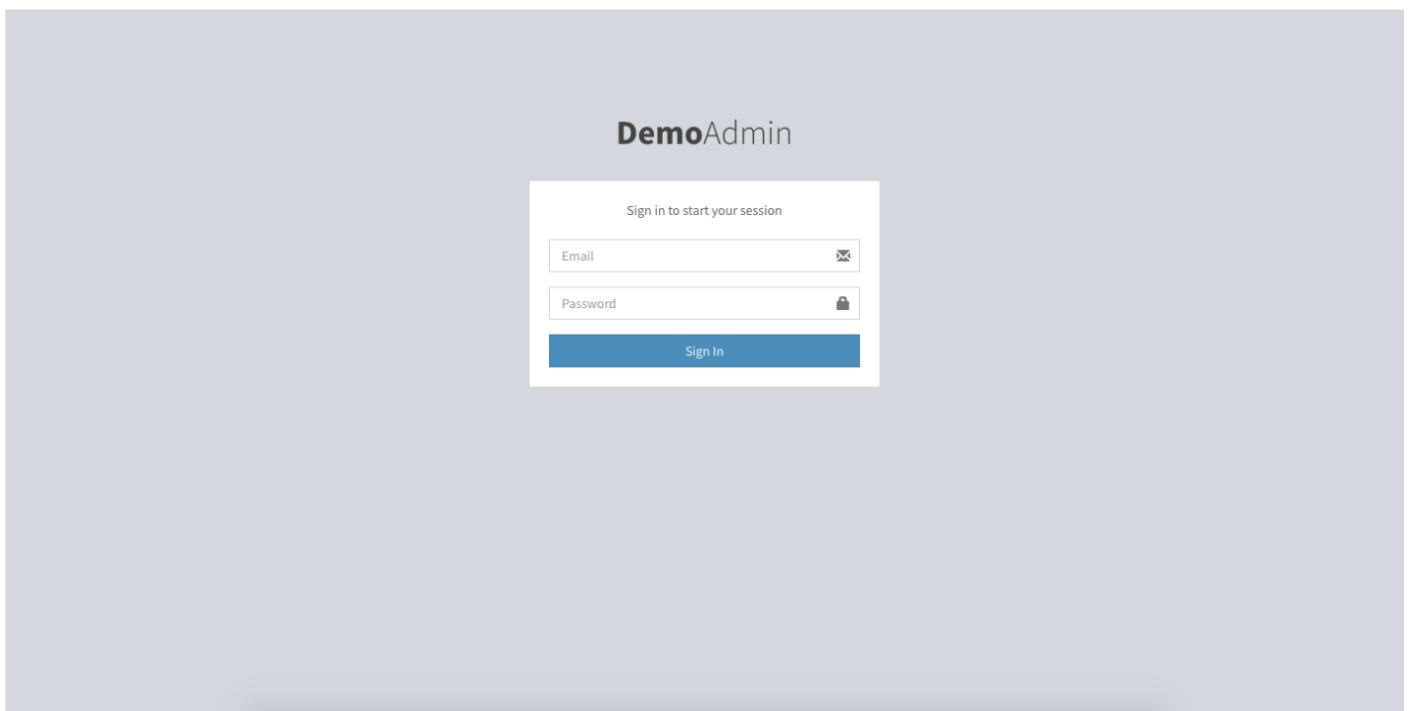 DemoAdmin
Sign in to start your session
Email
Password
Sign In